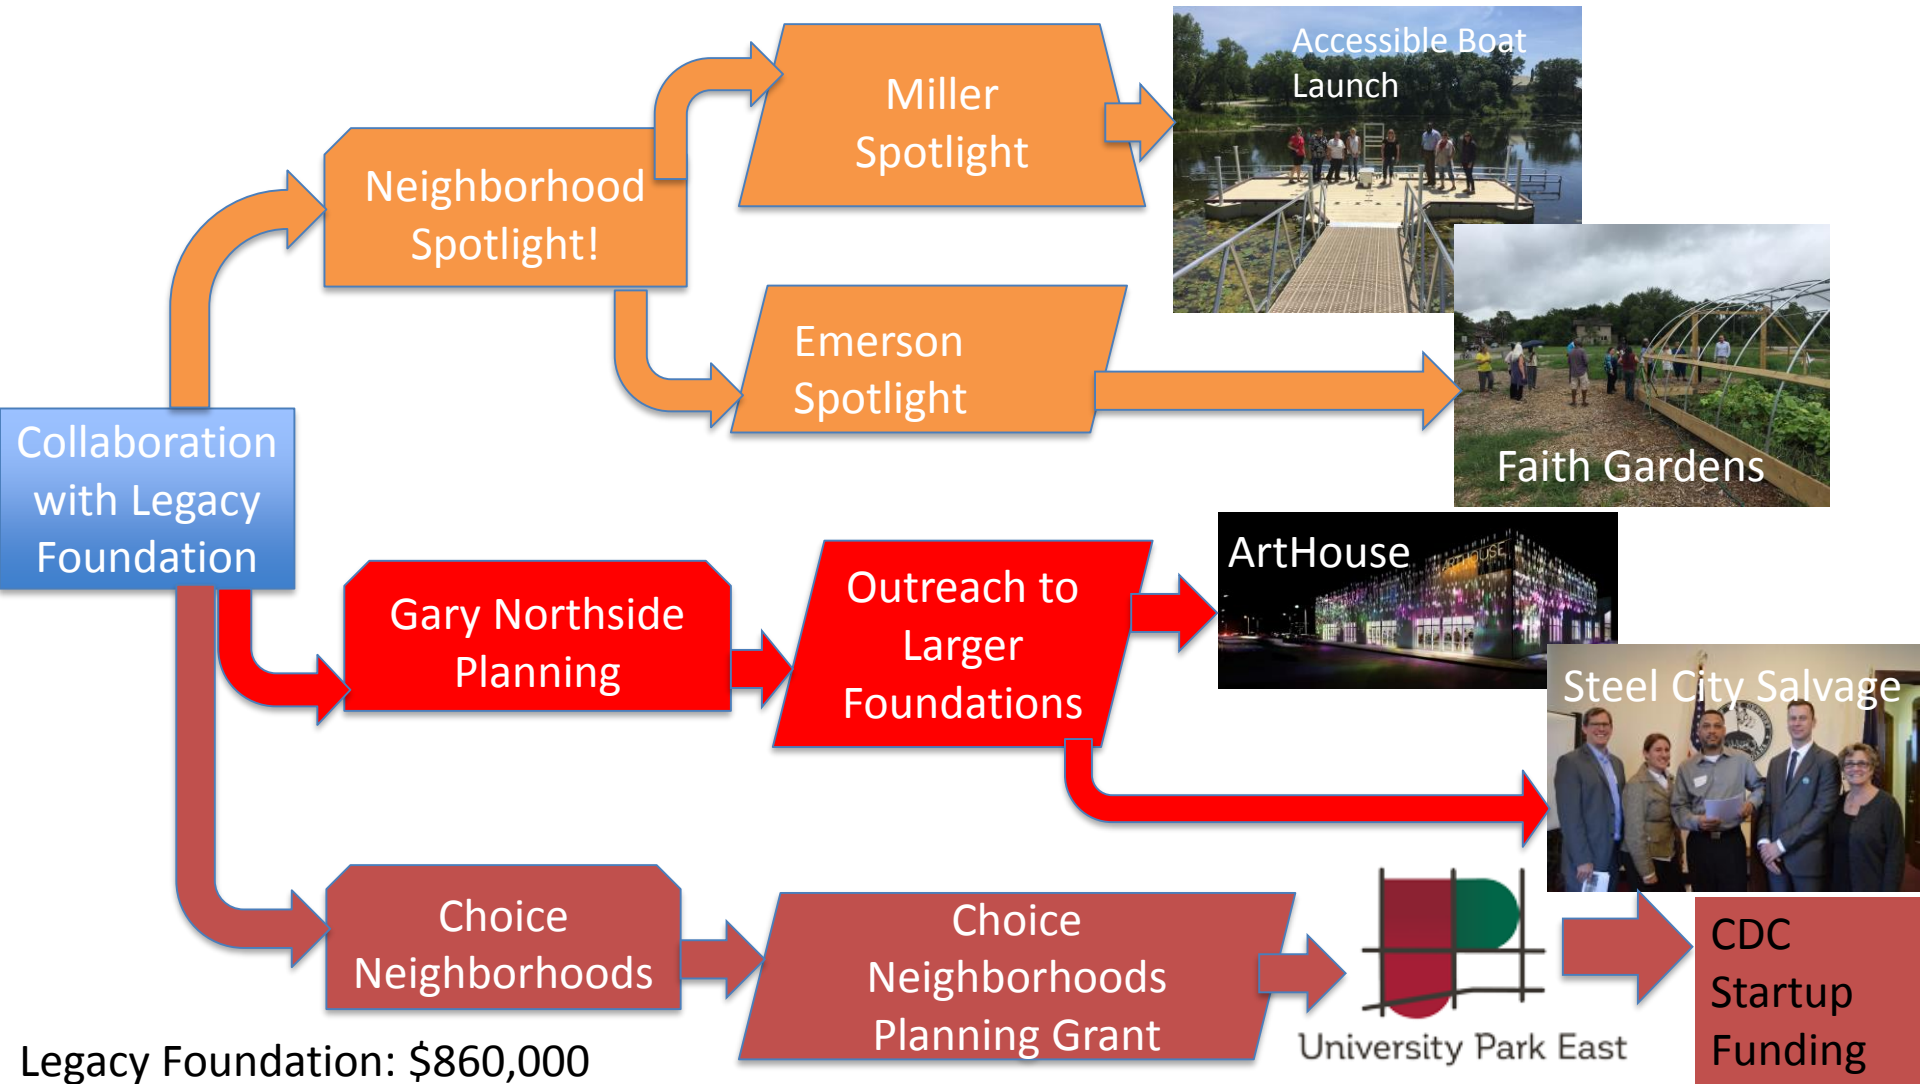 Accessible Boat
Launch
Miller
Spotlight
Neighborhood
Spotlight!
Emerson
Spotlight
Faith Gardens
Collaboration
with Legacy
Foundation
ArtHouse
ARTHOUSE
Gary Northside
Planning
Outreach to
Larger
Foundations
Steel City Salvage
Choice
Neighborhoods
Choice
Neighborhoods
Planning Grant
University Park East
CDC
Startup
Funding
Legacy Foundation: $860,000